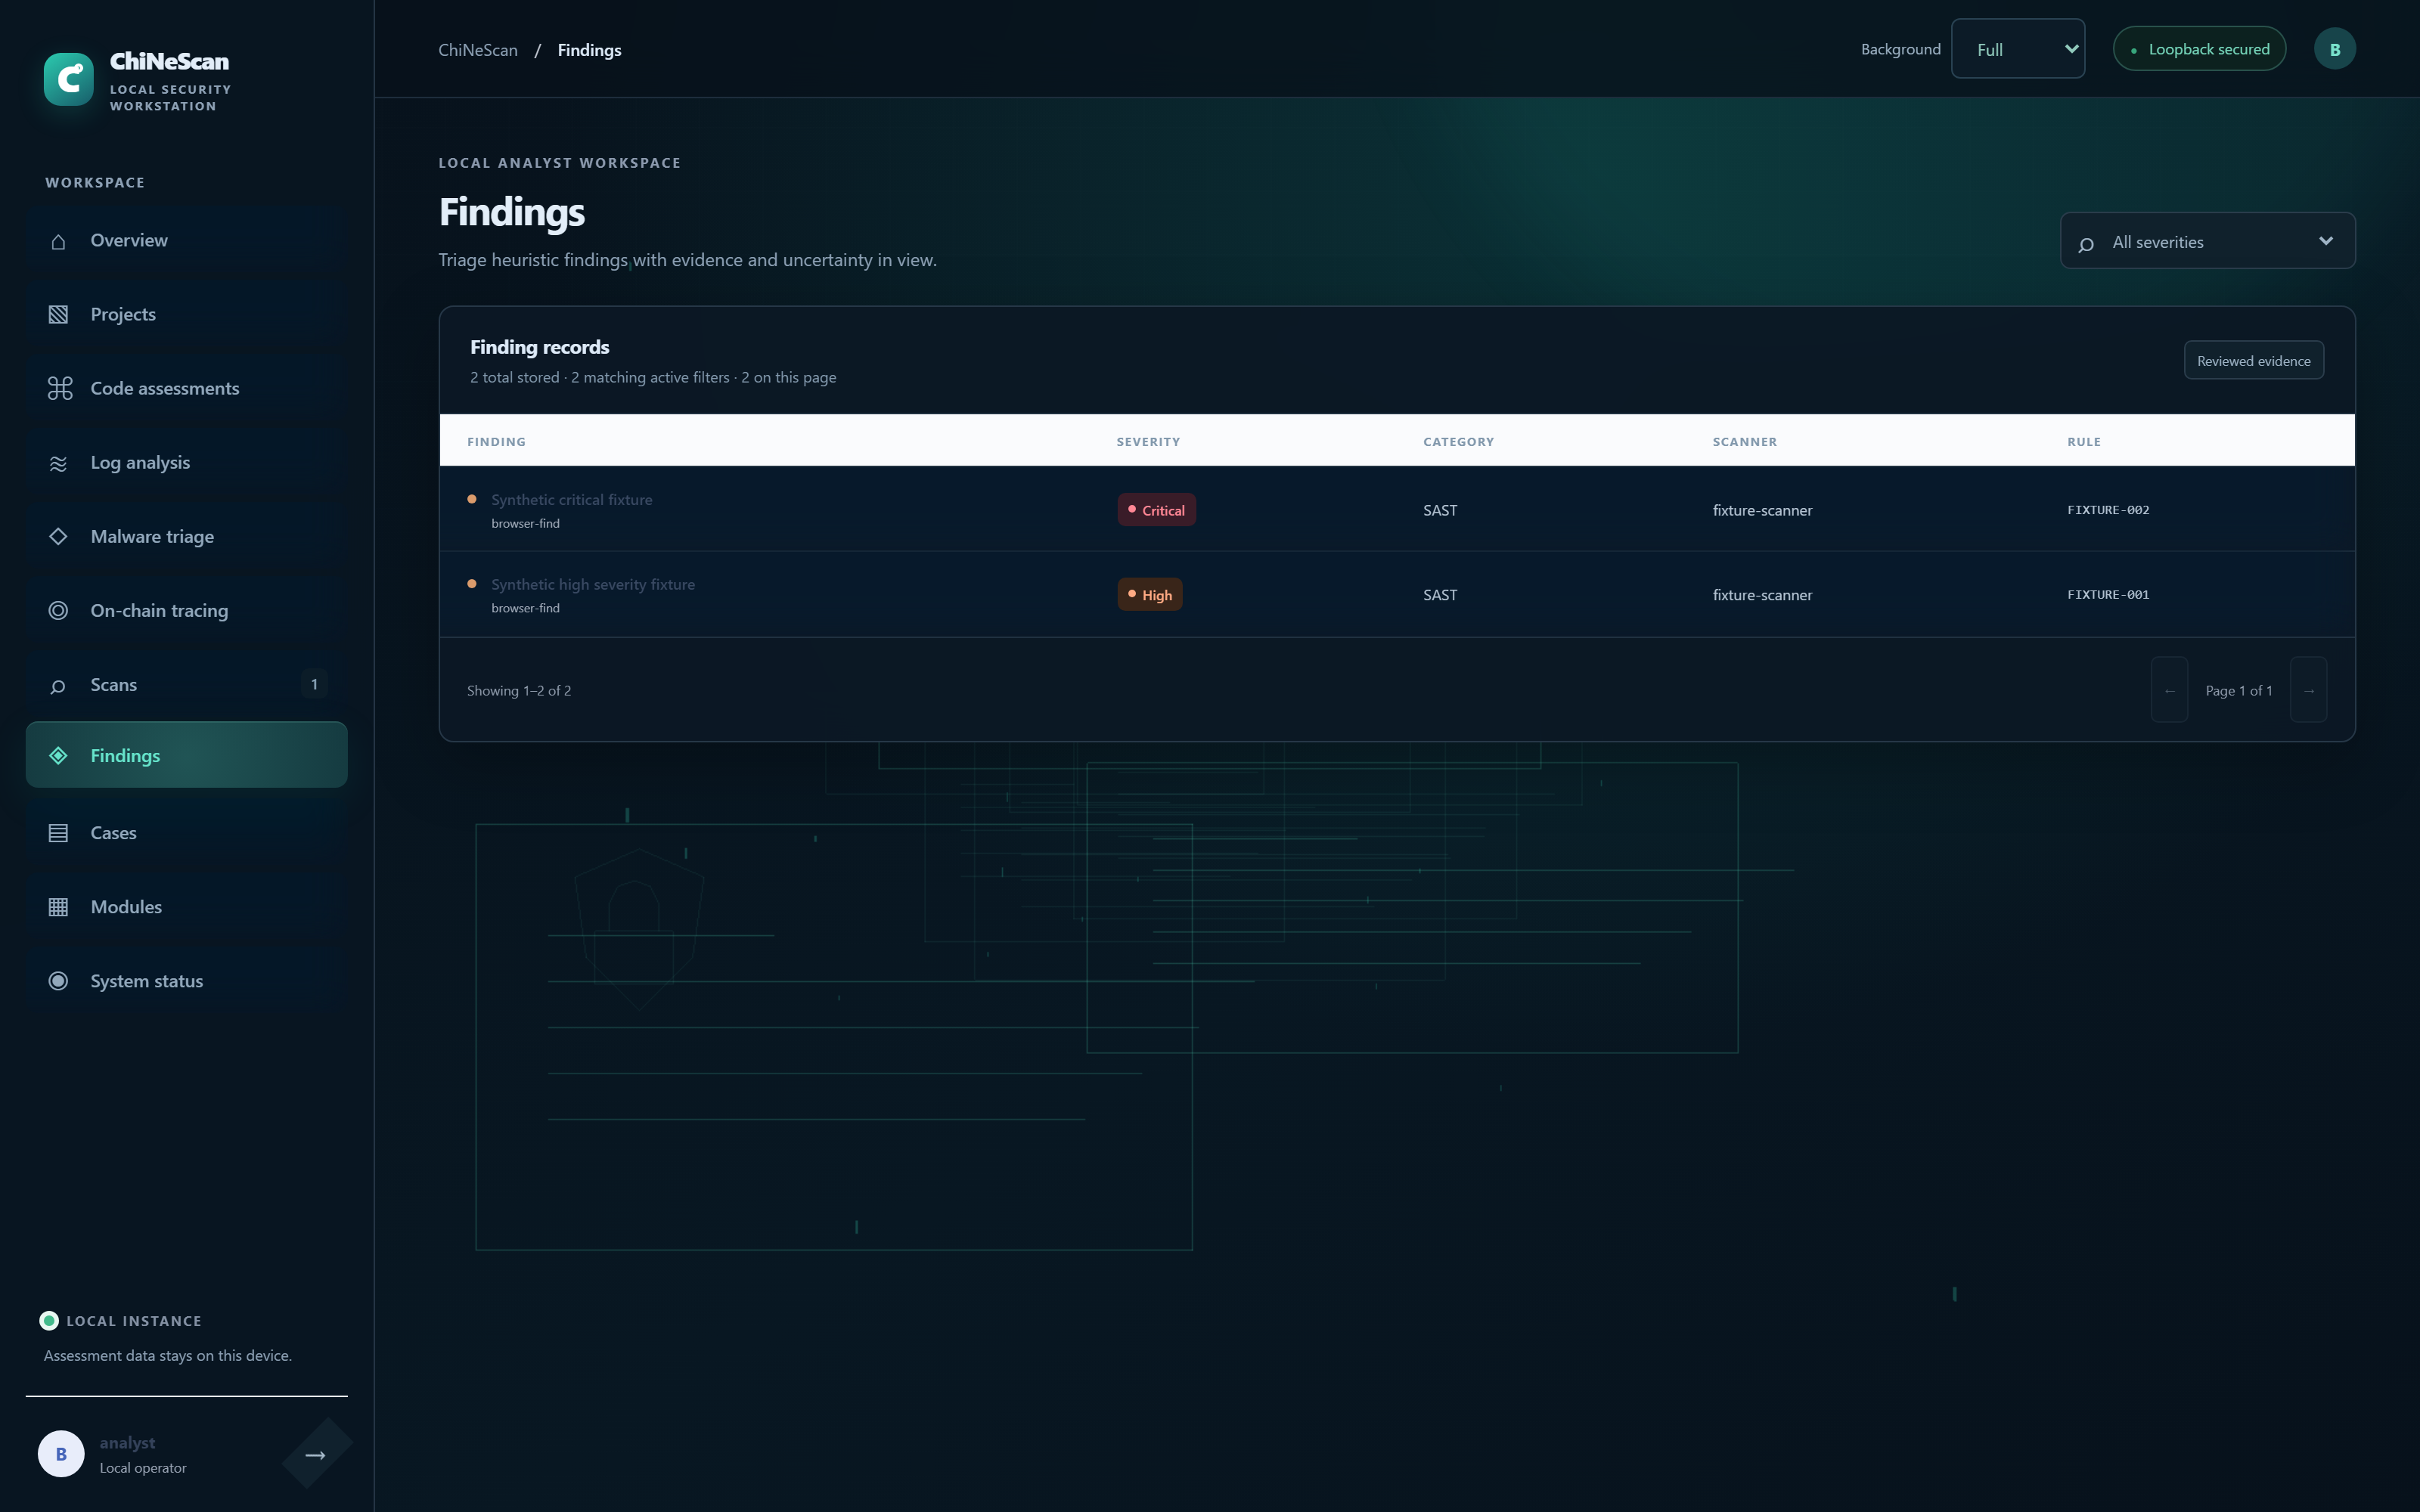 ChiNeScan
LOCAL SECURITY
WORKSTATION
WORKSPACE
Overview
Projects
Code assessments
Log analysis
Malware triage
On-chain tracing
Scans 1
Findings
Cases
Modules
System status
LOCAL INSTANCE
Assessment data stays on this device.
B analyst
Local operator
→
ChiNeScan / Findings
Background Full Loopback secured B
LOCAL ANALYST WORKSPACE
Findings
Triage heuristic findings with evidence and uncertainty in view.
All severities
Finding records
2 total stored · 2 matching active filters · 2 on this page
Reviewed evidence
FINDING SEVERITY CATEGORY SCANNER RULE
Synthetic critical fixture
browser-find
Critical SAST fixture-scanner FIXTURE-002
Synthetic high severity fixture
browser-find
High SAST fixture-scanner FIXTURE-001
Showing 1–2 of 2
← Page 1 of 1 →